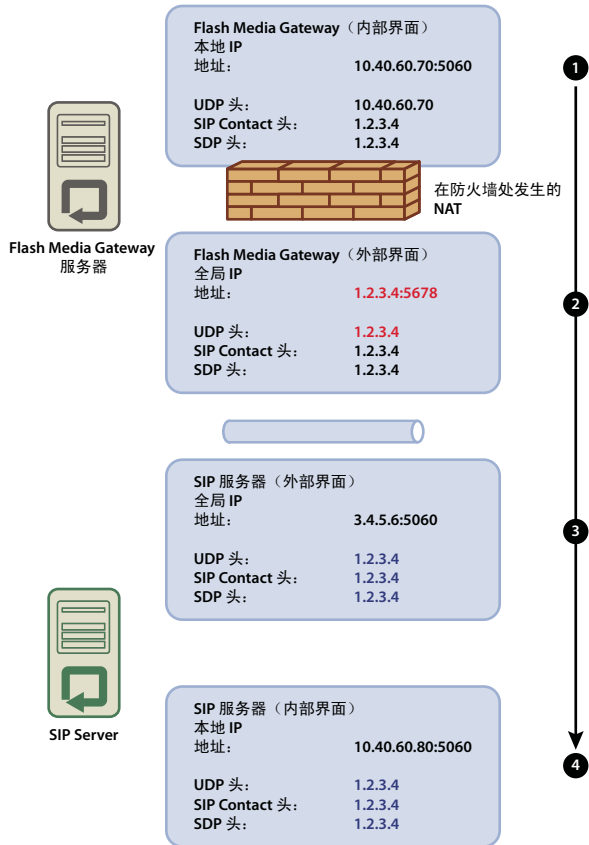 Flash Media Gateway（内部界面）
本地 IP
地址： 10.40.60.70:5060
UDP 头： 10.40.60.70
SIP Contact 头： 1.2.3.4
SDP 头： 1.2.3.4
1
在防火墙处发生的
NAT
Flash Media Gateway
服务器
Flash Media Gateway（外部界面）
全局 IP
地址： 1.2.3.4:5678
UDP 头： 1.2.3.4
SIP Contact 头： 1.2.3.4
SDP 头： 1.2.3.4
2
SIP 服务器（外部界面）
全局 IP
地址： 3.4.5.6:5060
UDP 头： 1.2.3.4
SIP Contact 头： 1.2.3.4
SDP 头： 1.2.3.4
3
SIP Server
SIP 服务器（内部界面）
本地 IP
地址： 10.40.60.80:5060
UDP 头： 1.2.3.4
SIP Contact 头： 1.2.3.4
SDP 头： 1.2.3.4
4